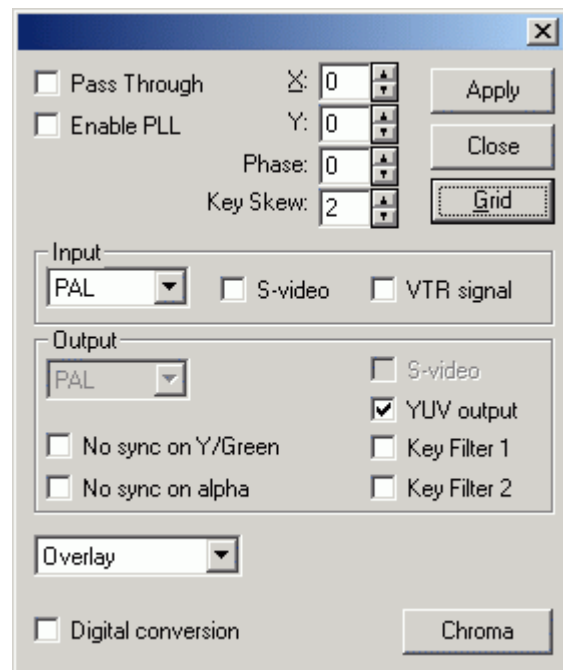 Pass Through
X: 0
Apply
Enable PLL
Y: 0
Close
Phase: 0
Grid
Key Skew: 2
Input
PAL
S-video
VTR signal
Output
PAL
S-video
YUV output
No sync on Y/Green
Key Filter 1
No sync on alpha
Key Filter 2
Overlay
Digital conversion
Chroma